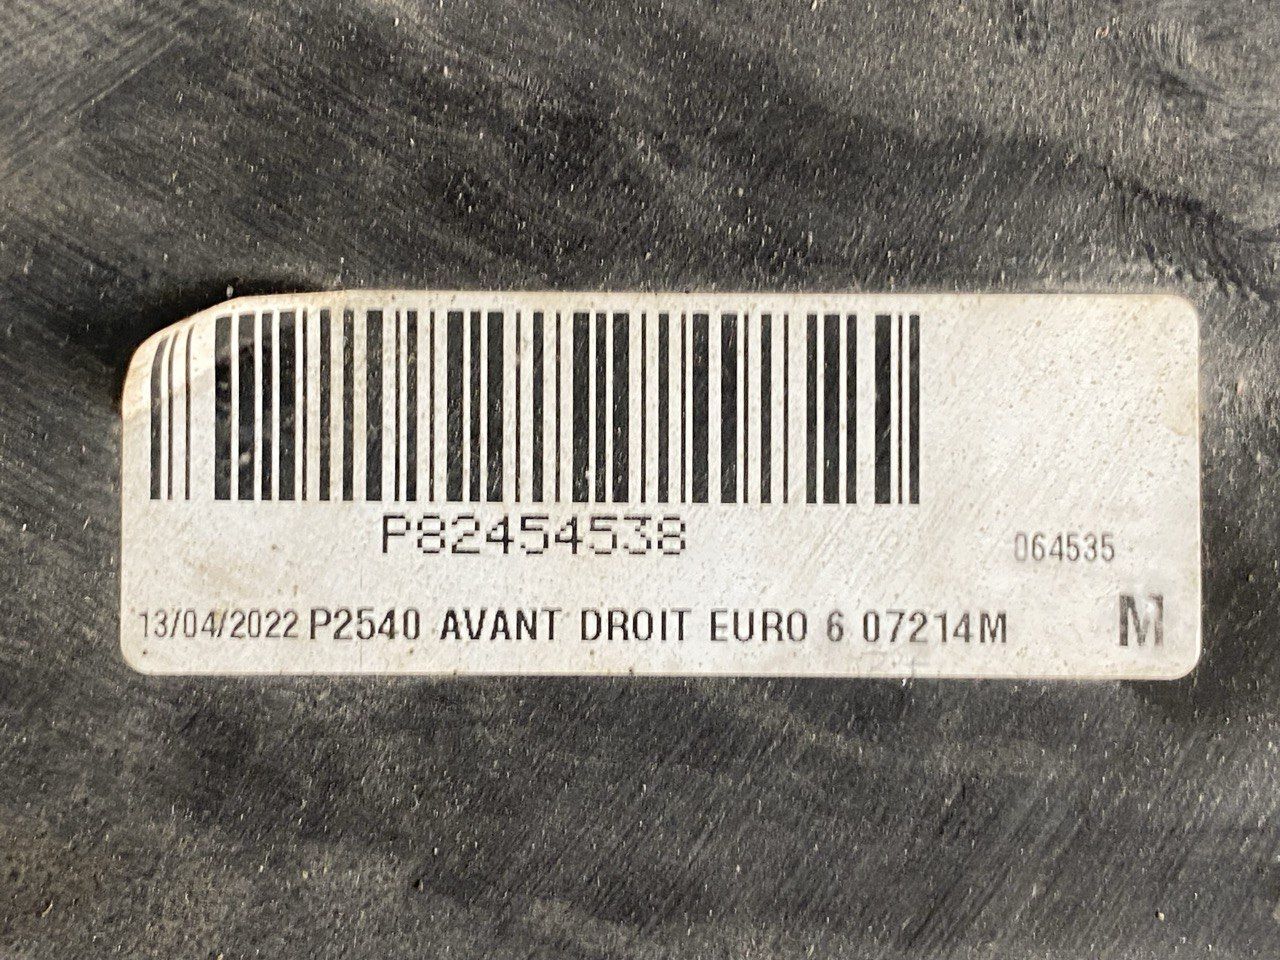 P82454538
064535
13/04/2022 P2540 AVANT DROIT EURO 6 07214M
M